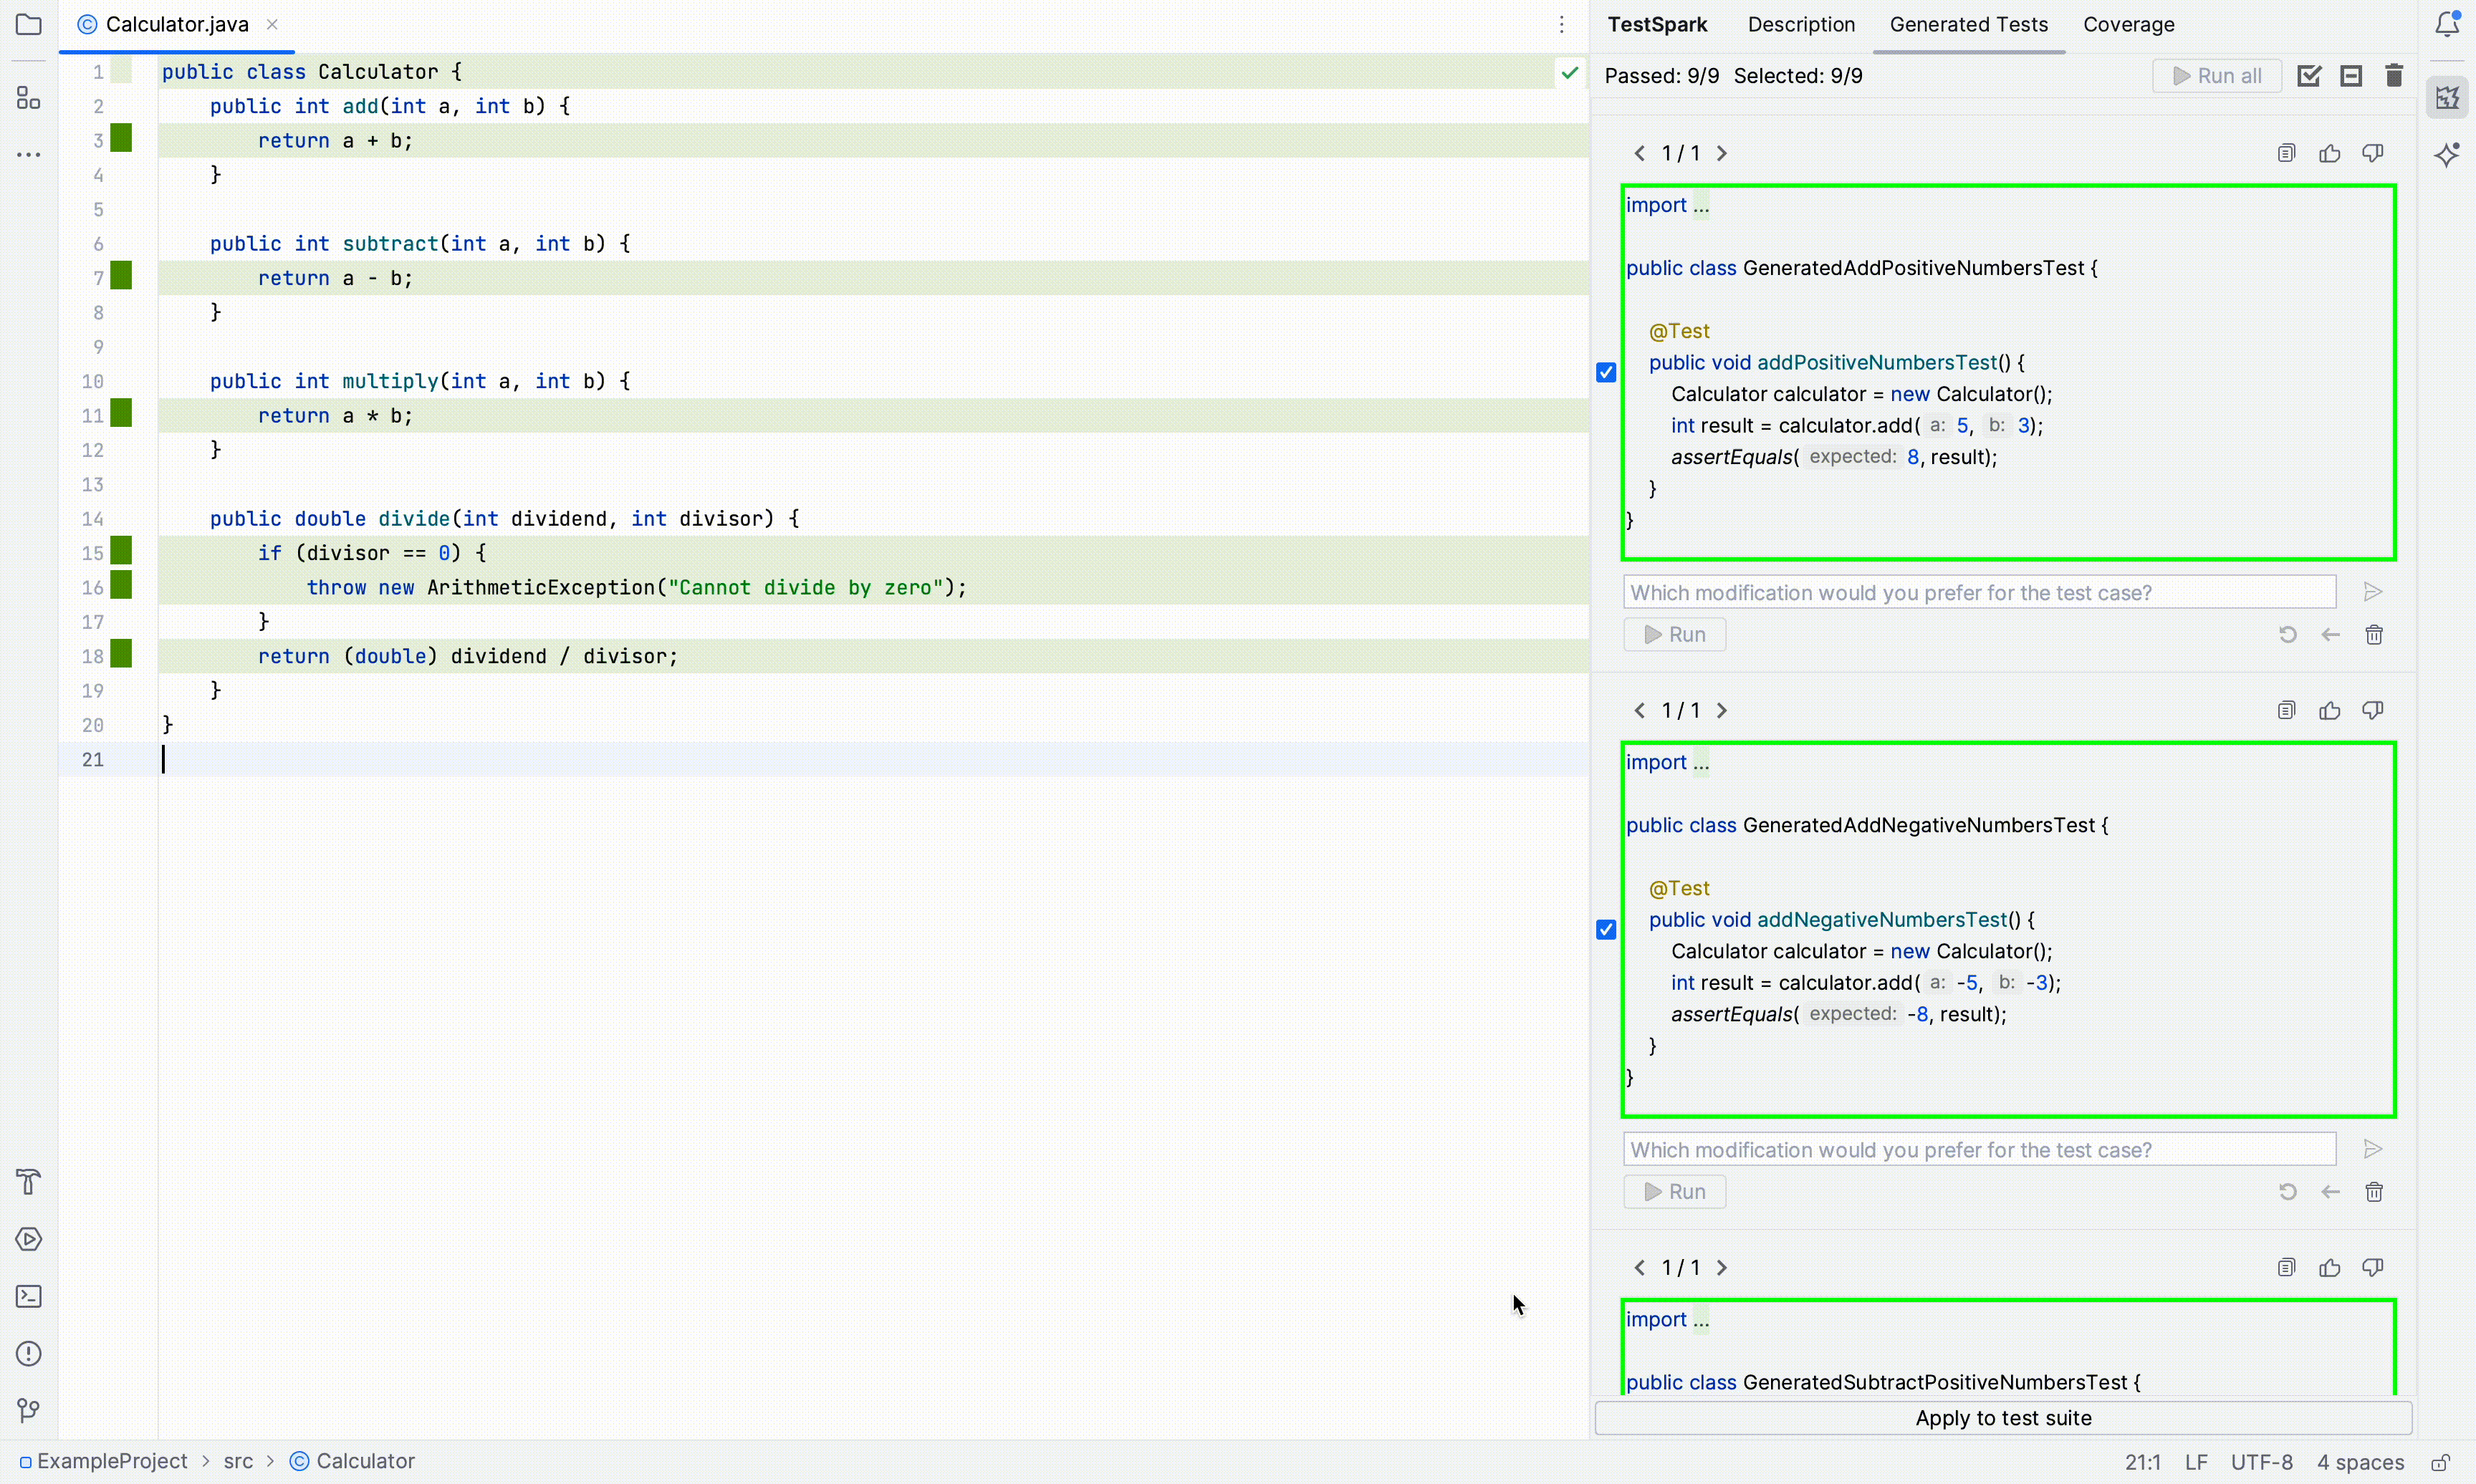 Calculator.java
1 public class Calculator {
2     public int add(int a, int b) {
3         return a + b;
4     }
5
6     public int subtract(int a, int b) {
7         return a - b;
8     }
9
10     public int multiply(int a, int b) {
11         return a * b;
12     }
13
14     public double divide(int dividend, int divisor) {
15         if (divisor == 0) {
16             throw new ArithmeticException("Cannot divide by zero");
17         }
18         return (double) dividend / divisor;
19     }
20 }
21
TestSpark Description Generated Tests Coverage
Passed: 9/9 Selected: 9/9 Run all
1 / 1
import ...
public class GeneratedAddPositiveNumbersTest {
@Test
public void addPositiveNumbersTest() {
Calculator calculator = new Calculator();
int result = calculator.add( a: 5, b: 3);
assertEquals( expected: 8, result);
}
}
Which modification would you prefer for the test case?
Run
1 / 1
import ...
public class GeneratedAddNegativeNumbersTest {
@Test
public void addNegativeNumbersTest() {
Calculator calculator = new Calculator();
int result = calculator.add( a: -5, b: -3);
assertEquals( expected: -8, result);
}
}
Which modification would you prefer for the test case?
Run
1 / 1
import ...
public class GeneratedSubtractPositiveNumbersTest {
Apply to test suite
ExampleProject > src > Calculator
21:1 LF UTF-8 4 spaces